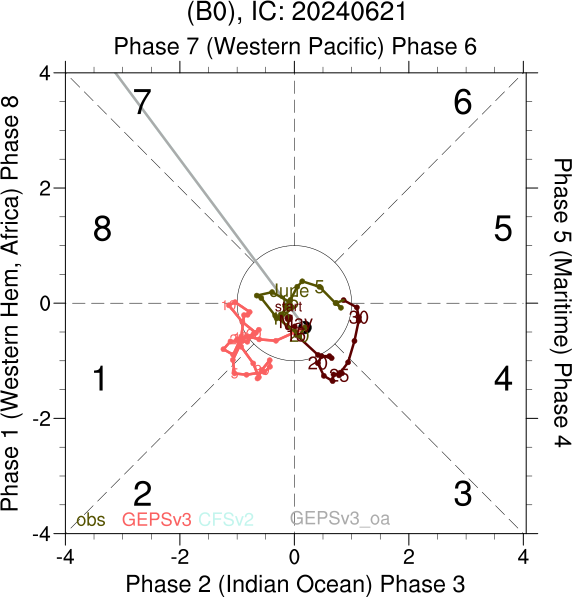 (B0), IC: 20240621
Phase 7 (Western Pacific) Phase 6
Phase 1 (Western Hem, Africa) Phase 8
Phase 5 (Maritime) Phase 4
4
2
0
-2
-4
7
6
8
5
1
4
2
3
June 5
start
May
30
20
25
obs
GEPSv3
CFSv2
GEPSv3_oa
-4
-2
0
2
4
Phase 2 (Indian Ocean) Phase 3